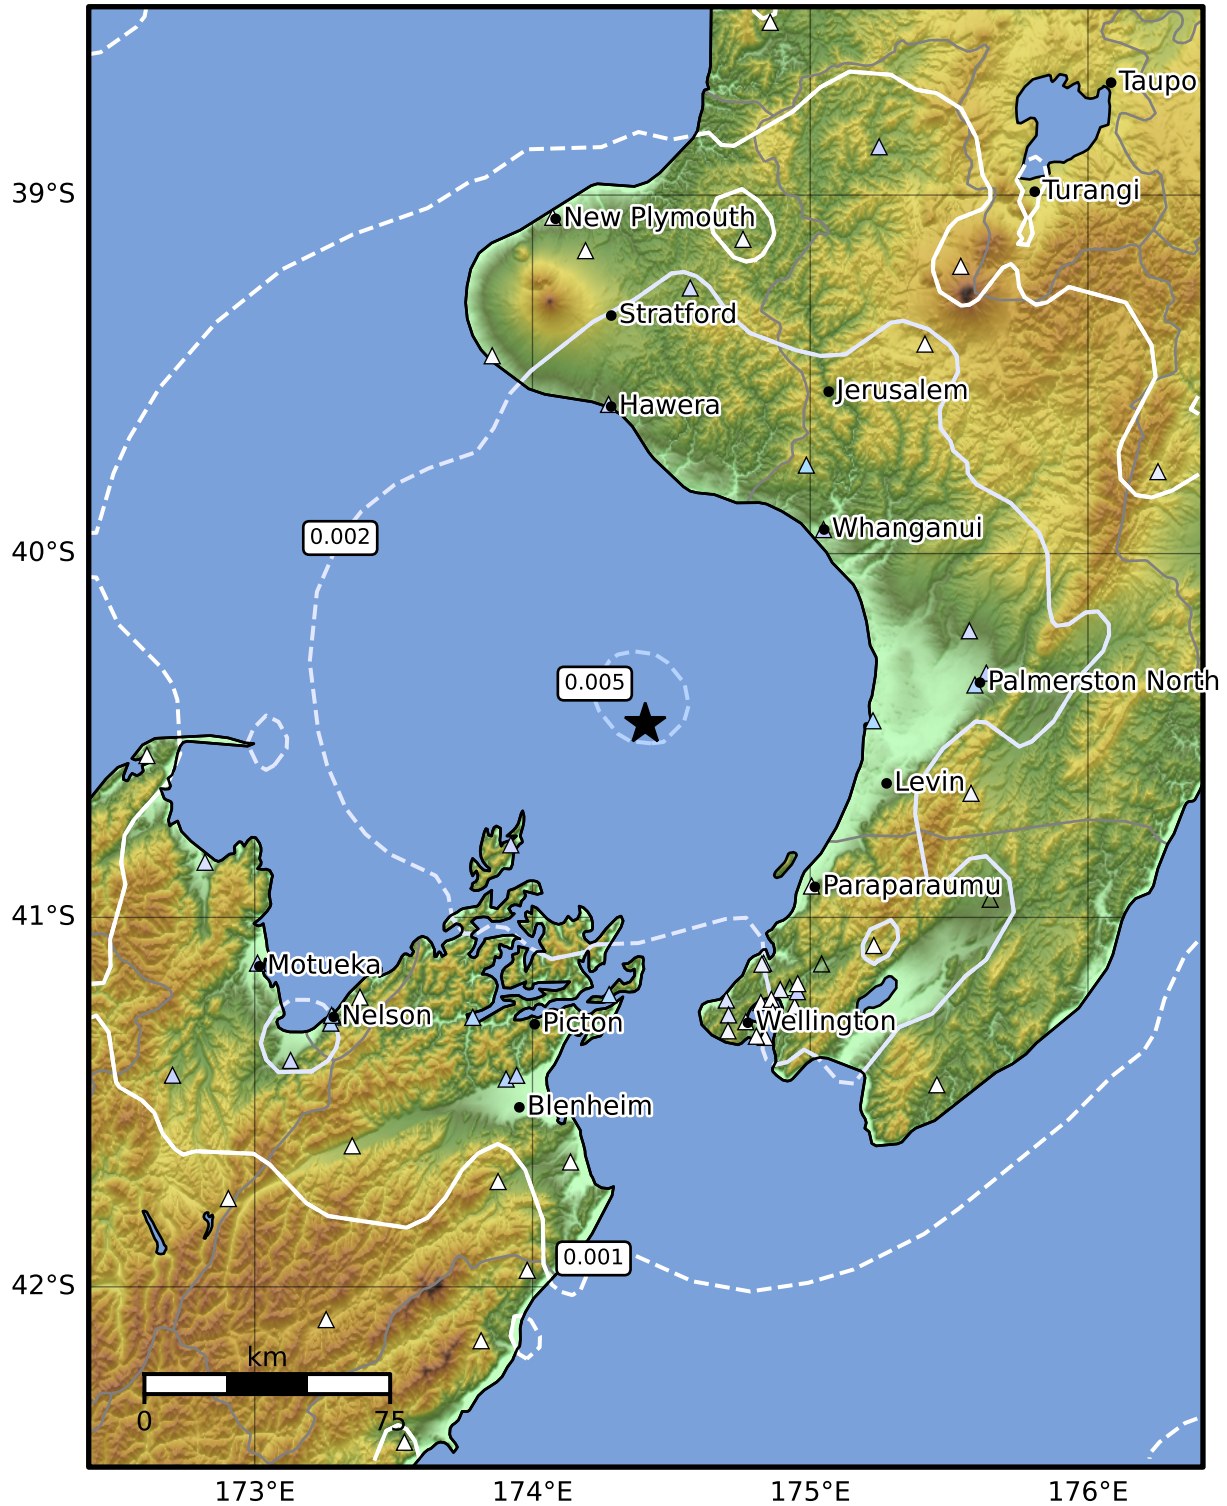 Taupo
39°S
Turangi
New Plymouth
Stratford
Jerusalem
Hawera
Whanganui
0.002
40°S
0.005
Palmerston North
Levin
Paraparaumu
41°S
Motueka
Nelson
Picton
Wellington
Blenheim
0.001
42°S
km
0 75
173°E 174°E 175°E 176°E